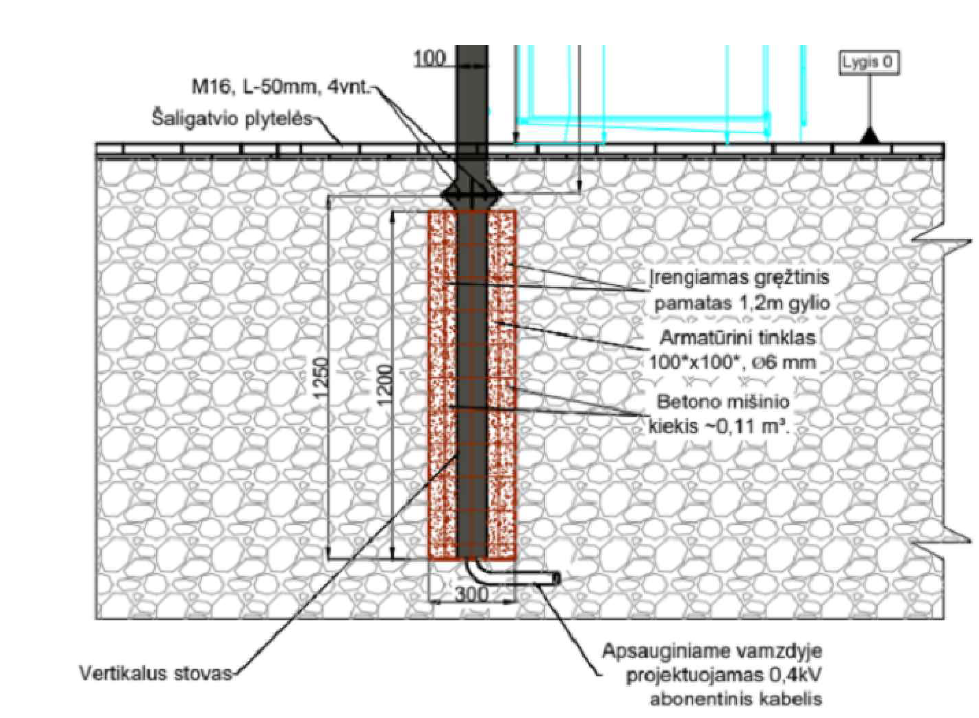 100
Lygis 0
M16, L-50mm, 4vnt.
Šaligatvio plytelės
Įrengiamas gręžtinis
pamatas 1,2m gylio
Armatūrini tinklas
100*x100*, Ø6 mm
1250
1200
Betono mišinio
kiekis ~0,11 m³.
300
Vertikalus stovas
Apsauginiame vamzdyje
projektuojamas 0,4kV
abonentinis kabelis